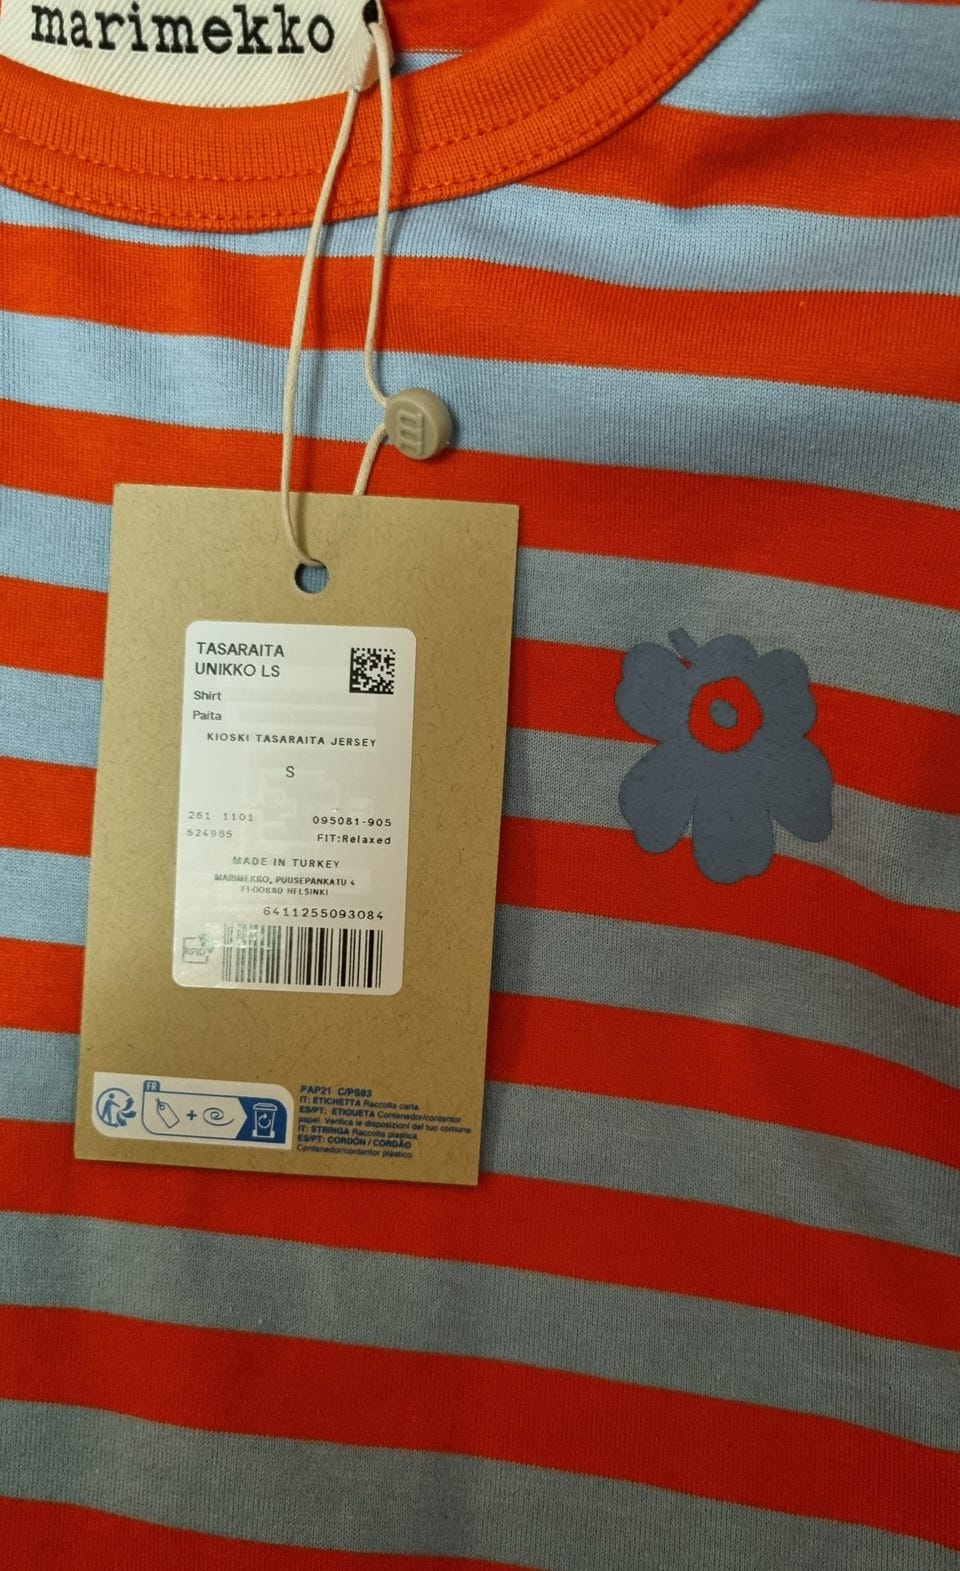 marimekko
TASARAITA
UNIKKO LS
Shirt
Paita
KIOSKI TASARAITA JERSEY
S
261 1101
095081-905
524985
FIT:Relaxed
MADE IN TURKEY
MARIMEKKO, PUUSEPÄNKATU 4
FI-00880 HELSINKI
6411255093084
RFID
FR
PAP21 C/PS93
IT: ETICHETTA Raccolta carta
ES/PT: ETIQUETA Contenedor/contentor
papel. Verifica le disposizioni del tuo comune
IT: STRINGA Raccolta plastica
ES/PT: CORDÓN / CORDÃO
Contenedor/contentor plástico